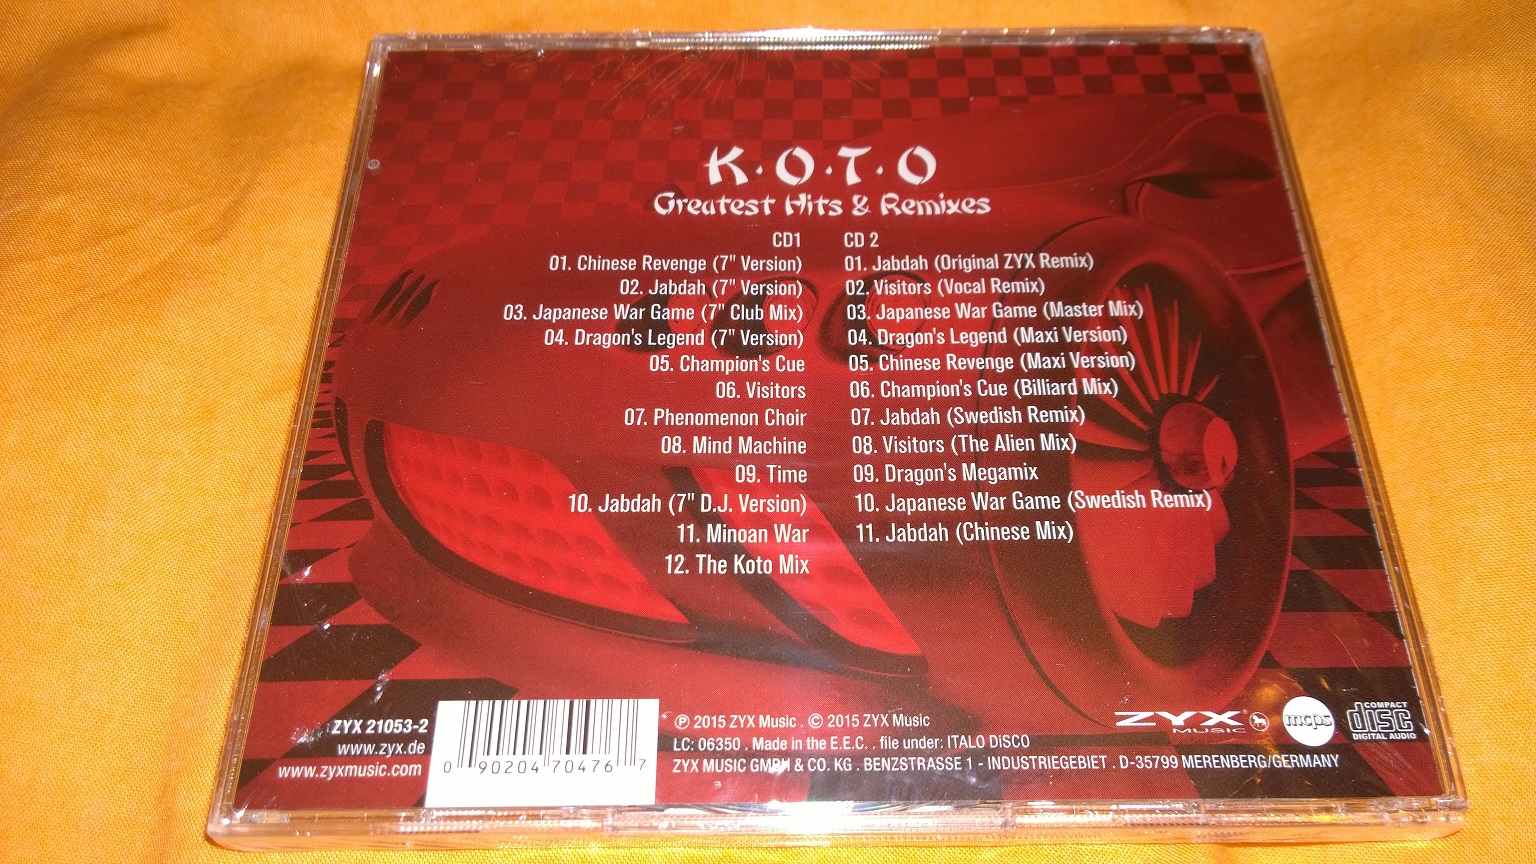 K·O·T·O
Greatest Hits & Remixes
CD1
01. Chinese Revenge (7" Version)
02. Jabdah (7" Version)
03. Japanese War Game (7" Club Mix)
04. Dragon's Legend (7" Version)
05. Champion's Cue
06. Visitors
07. Phenomenon Choir
08. Mind Machine
09. Time
10. Jabdah (7" D.J. Version)
11. Minoan War
12. The Koto Mix
CD 2
01. Jabdah (Original ZYX Remix)
02. Visitors (Vocal Remix)
03. Japanese War Game (Master Mix)
04. Dragon's Legend (Maxi Version)
05. Chinese Revenge (Maxi Version)
06. Champion's Cue (Billiard Mix)
07. Jabdah (Swedish Remix)
08. Visitors (The Alien Mix)
09. Dragon's Megamix
10. Japanese War Game (Swedish Remix)
11. Jabdah (Chinese Mix)
ZYX 21053-2
www.zyx.de
www.zyxmusic.com
0 90204 70476 7
℗ 2015 ZYX Music . © 2015 ZYX Music
LC: 06350 . Made in the E.E.C. . file under: ITALO DiSCO
ZYX MUSIC GMBH & CO. KG . BENZSTRASSE 1 - INDUSTRIEGEBIET . D-35799 MERENBERG/GERMANY
ZYX®
MUSIC
mcps
COMPACT
disc
DIGITAL AUDIO